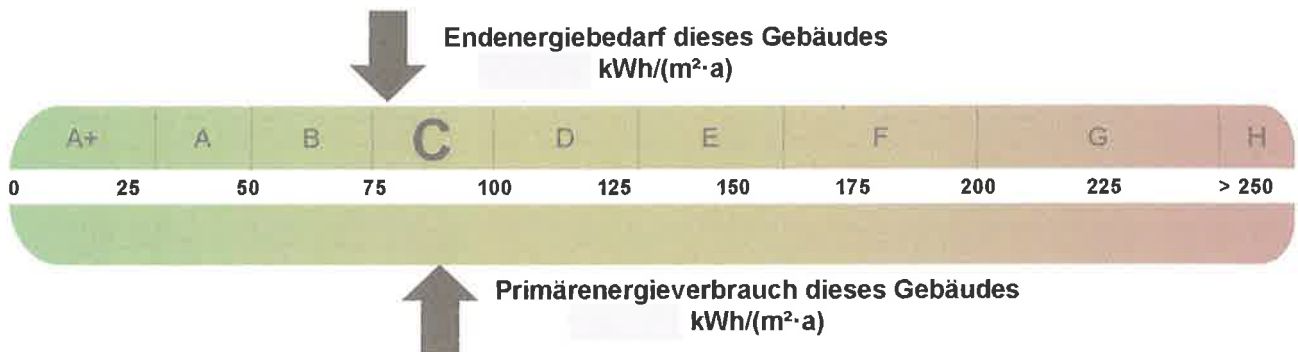 Endenergiebedarf dieses Gebäudes
kWh/(m²·a)
A+ A B C D E F G H
0 25 50 75 100 125 150 175 200 225 > 250
Primärenergieverbrauch dieses Gebäudes
kWh/(m²·a)